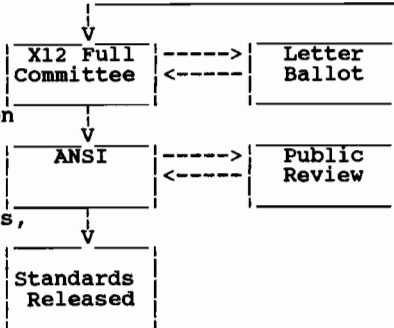 X12 Full Letter
Committee Ballot
n
ANSI Public
Review
s,
Standards
Released